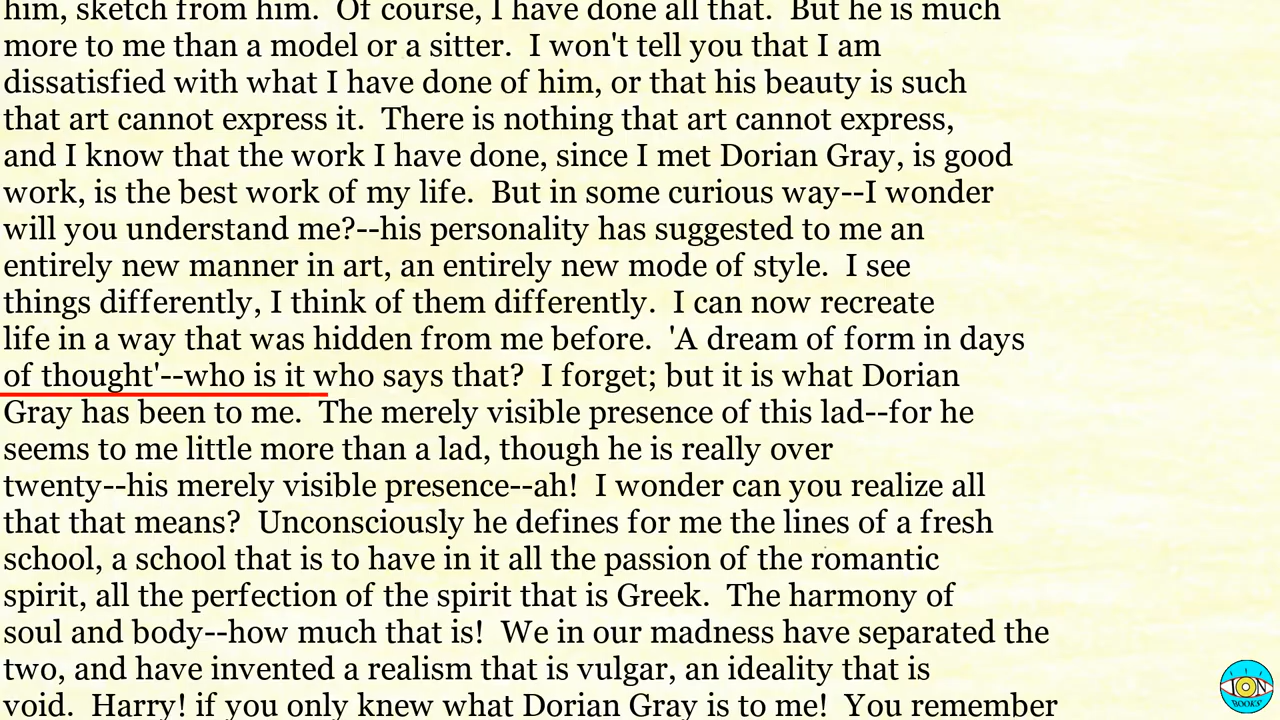 him, sketch from him.  Of course, I have done all that.  But he is much
more to me than a model or a sitter.  I won't tell you that I am
dissatisfied with what I have done of him, or that his beauty is such
that art cannot express it.  There is nothing that art cannot express,
and I know that the work I have done, since I met Dorian Gray, is good
work, is the best work of my life.  But in some curious way--I wonder
will you understand me?--his personality has suggested to me an
entirely new manner in art, an entirely new mode of style.  I see
things differently, I think of them differently.  I can now recreate
life in a way that was hidden from me before.  'A dream of form in days
of thought'--who is it who says that?  I forget; but it is what Dorian
Gray has been to me.  The merely visible presence of this lad--for he
seems to me little more than a lad, though he is really over
twenty--his merely visible presence--ah!  I wonder can you realize all
that that means?  Unconsciously he defines for me the lines of a fresh
school, a school that is to have in it all the passion of the romantic
spirit, all the perfection of the spirit that is Greek.  The harmony of
soul and body--how much that is!  We in our madness have separated the
two, and have invented a realism that is vulgar, an ideality that is
void.  Harry! if you only knew what Dorian Gray is to me!  You remember
ION
BOOKS